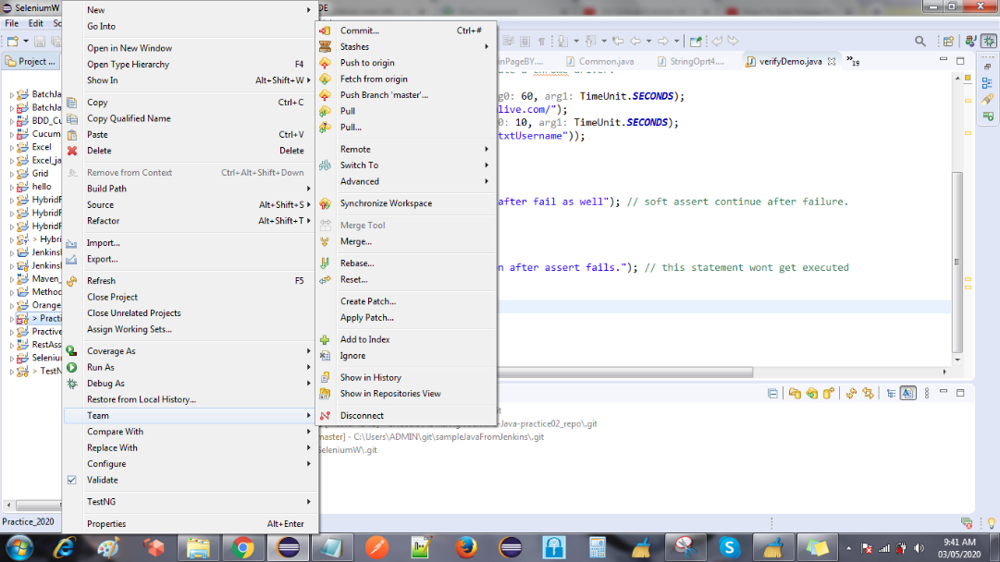 SeleniumW
DE
File Edit So
Project ...
inPageBY....
Common.java
StringOprt4....
verifyDemo.java
»19
BatchJa
BatchJa
BDD_Cu
Cucum
Excel
Excel_ja
Grid
hello
HybridF
HybridF
HybridF
> Hybri
JenkinsI
Jenkins
Maven_
Method
Orange
> Practi
Practive
RestAss
Seleniur
> TestN
New
Go Into
Open in New Window
Open Type Hierarchy F4
Show In Alt+Shift+W
Copy Ctrl+C
Copy Qualified Name
Paste Ctrl+V
Delete Delete
Remove from Context Ctrl+Alt+Shift+Down
Build Path
Source Alt+Shift+S
Refactor Alt+Shift+T
Import...
Export...
Refresh F5
Close Project
Close Unrelated Projects
Assign Working Sets...
Coverage As
Run As
Debug As
Restore from Local History...
Team
Compare With
Replace With
Configure
Validate
TestNG
Properties Alt+Enter
Commit... Ctrl+#
Stashes
Push to origin
Fetch from origin
Push Branch 'master'...
Pull
Pull...
Remote
Switch To
Advanced
Synchronize Workspace
Merge Tool
Merge...
Rebase...
Reset...
Create Patch...
Apply Patch...
Add to Index
Ignore
Show in History
Show in Repositories View
Disconnect
ate a chrome driver.
rg0: 60, arg1: TimeUnit.SECONDS);
live.com/");
0: 10, arg1: TimeUnit.SECONDS);
txtUsername"));
after fail as well"); // soft assert continue after failure.
n after assert fails."); // this statement wont get executed
it
-Java-practice02_repo\.git
master] - C:\Users\ADMIN\git\sampleJavaFromJenkins\.git
SeleniumW\.git
Practice_2020
9:41 AM
03/05/2020